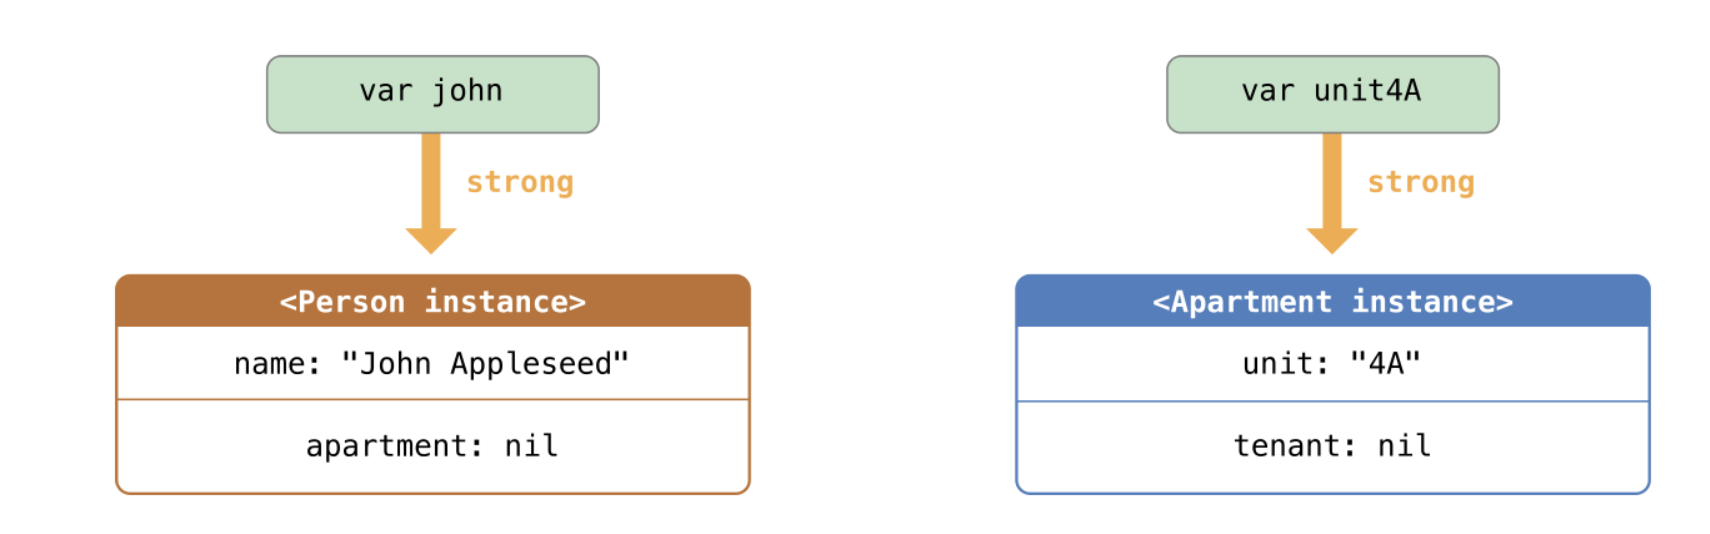 var john
var unit4A
strong
strong
<Person instance>
<Apartment instance>
name: "John Appleseed"
unit: "4A"
apartment: nil
tenant: nil